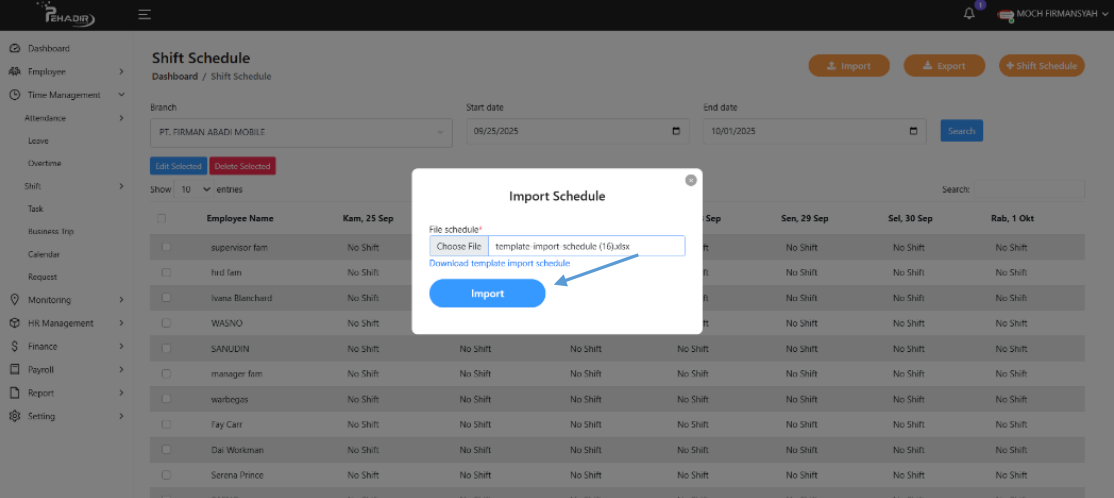 PEHADIR
1
MOCH FIRMANSYAH
Dashboard
Employee
Time Management
Attendance
Leave
Overtime
Shift
Task
Business Trip
Calendar
Request
Monitoring
HR Management
Finance
Payroll
Report
Setting
Shift Schedule
Dashboard / Shift Schedule
Import
Export
+ Shift Schedule
Branch
Start date
End date
PT. FIRMAN ABADI MOBILE
09/25/2025
10/01/2025
Search
Edit Selected
Delete Selected
Show 10 entries
Search:
Employee Name Kam, 25 Sep Sep Sen, 29 Sep Sel, 30 Sep Rab, 1 Okt
supervisor fam No Shift No Shift No Shift No Shift
hrd fam No Shift No Shift No Shift No Shift
Ivana Blanchard No Shift No Shift No Shift No Shift
WASNO No Shift No Shift No Shift No Shift
SANUDIN No Shift No Shift No Shift No Shift No Shift No Shift No Shift
manager fam No Shift No Shift No Shift No Shift No Shift No Shift No Shift
warbegas No Shift No Shift No Shift No Shift No Shift No Shift No Shift
Fay Carr No Shift No Shift No Shift No Shift No Shift No Shift No Shift
Dai Workman No Shift No Shift No Shift No Shift No Shift No Shift No Shift
Serena Prince No Shift No Shift No Shift No Shift No Shift No Shift No Shift
Import Schedule
File schedule*
Choose File template-import-schedule (16).xlsx
Download template import schedule
Import